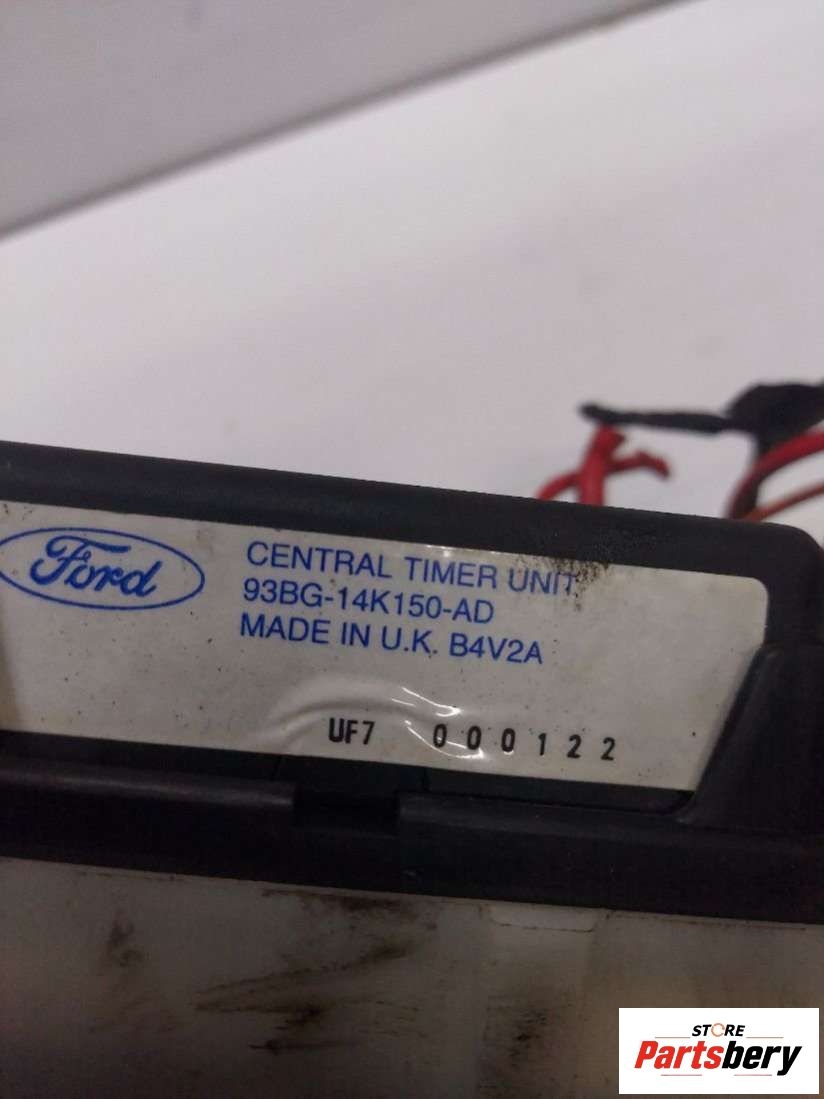 Ford
CENTRAL TIMER UNIT
93BG-14K150-AD
MADE IN U.K. B4V2A
UF7 000122
STORE
Partsbery